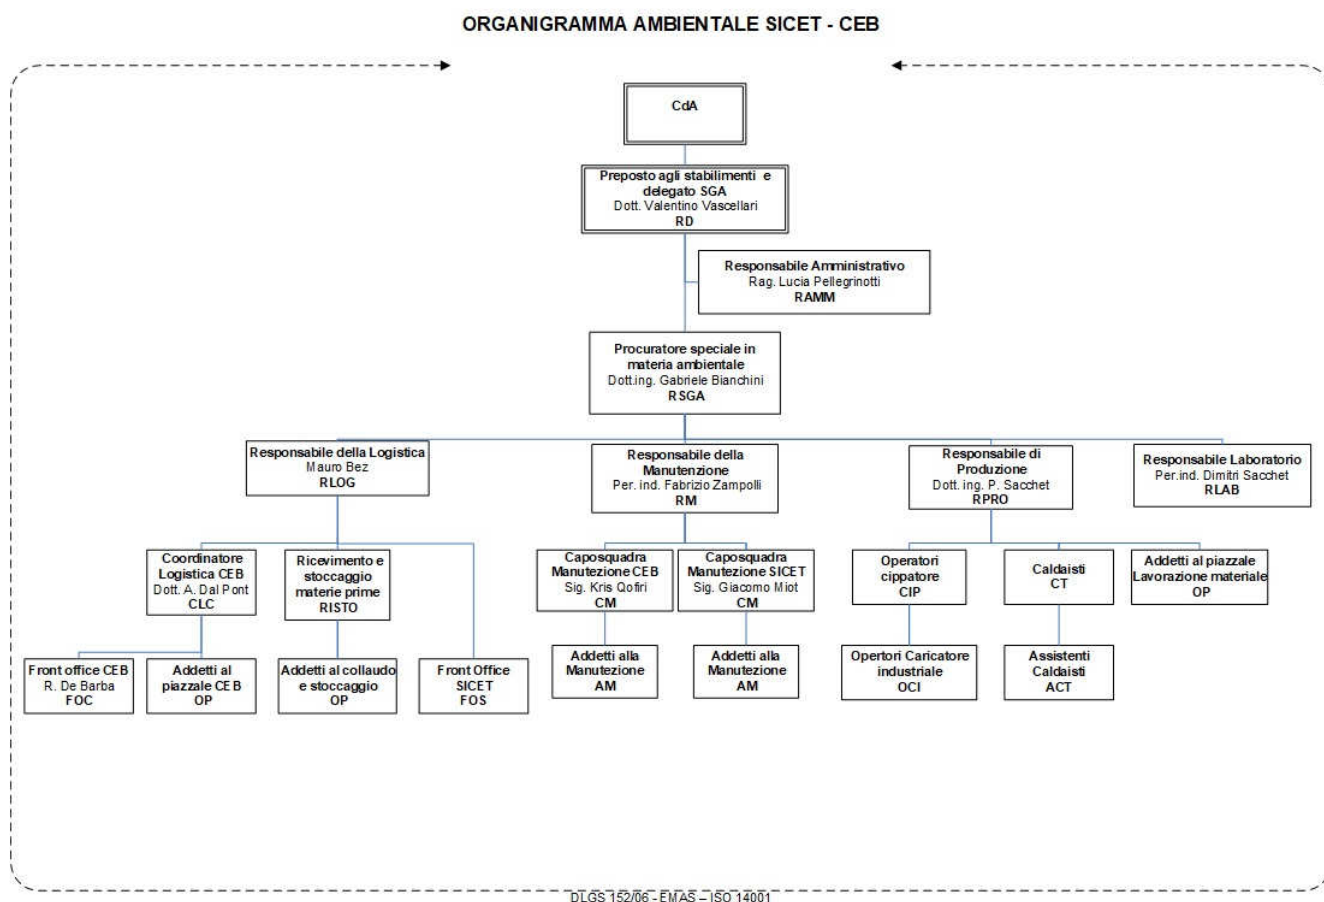 ORGANIGRAMMA AMBIENTALE SICET - CEB
CdA
Preposto agli stabilimenti e
delegato SGA
Dott. Valentino Vascellari
RD
Responsabile Amministrativo
Rag. Lucia Pellegrinotti
RAMM
Procuratore speciale in
materia ambientale
Dott.ing. Gabriele Bianchini
RSGA
Responsabile della Logistica
Mauro Bez
RLOG
Responsabile della
Manutenzione
Per. ind. Fabrizio Zampolli
RM
Responsabile di
Produzione
Dott. ing. P. Sacchet
RPRO
Responsabile Laboratorio
Per.ind. Dimitri Sacchet
RLAB
Coordinatore
Logistica CEB
Dott. A. Dal Pont
CLC
Ricevimento e
stoccaggio
materie prime
RISTO
Caposquadra
Manutezione CEB
Sig. Kris Qofiri
CM
Caposquadra
Manutezione SICET
Sig. Giacomo Miot
CM
Operatori
cippatore
CIP
Caldaisti
CT
Addetti al piazzale
Lavorazione materiale
OP
Front office CEB
R. De Barba
FOC
Addetti al
piazzale CEB
OP
Addetti al collaudo
e stoccaggio
OP
Front Office
SICET
FOS
Addetti alla
Manutezione
AM
Addetti alla
Manutezione
AM
Opertori Caricatore
industriale
OCI
Assistenti
Caldaisti
ACT
DLGS 152/06 - EMAS – ISO 14001